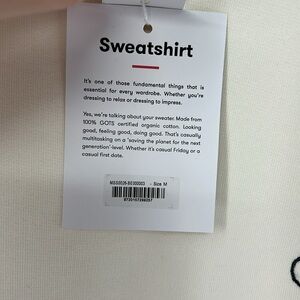 Sweatshirt
It's one of those fundamental things that is
essential for every wardrobe. Whether you're
dressing to relax or dressing to impress.
Yes, we're talking about your sweater. Made from
100% GOTS certified organic cotton. Looking
good, feeling good, doing good. That's casually
multitasking on a 'saving the planet for the next
generation'-level. Whether it's casual Friday or a
casual first date.
- Size M